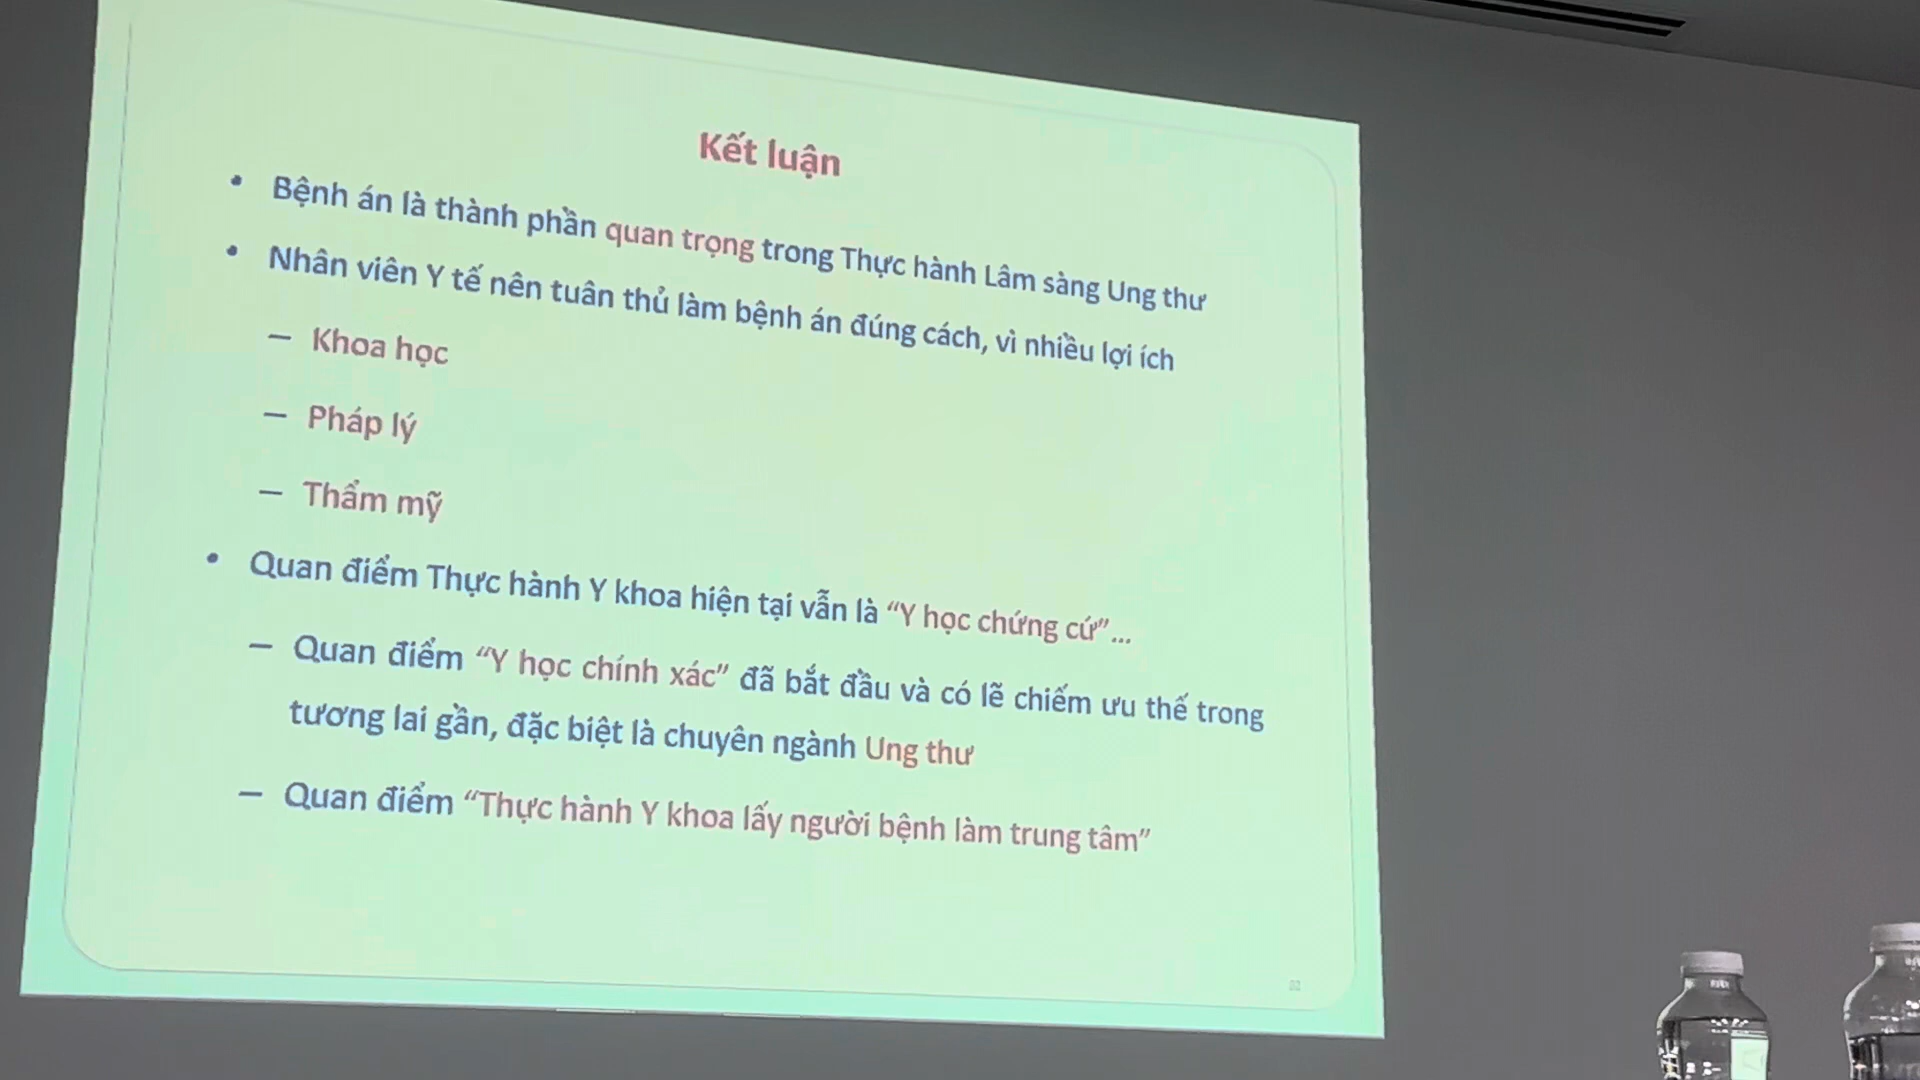 Kết luận
• Bệnh án là thành phần quan trọng trong Thực hành Lâm sàng Ung thư
• Nhân viên Y tế nên tuân thủ làm bệnh án đúng cách, vì nhiều lợi ích
– Khoa học
– Pháp lý
– Thẩm mỹ
• Quan điểm Thực hành Y khoa hiện tại vẫn là “Y học chứng cứ”...
– Quan điểm “Y học chính xác” đã bắt đầu và có lẽ chiếm ưu thế trong
tương lai gần, đặc biệt là chuyên ngành Ung thư
– Quan điểm “Thực hành Y khoa lấy người bệnh làm trung tâm”